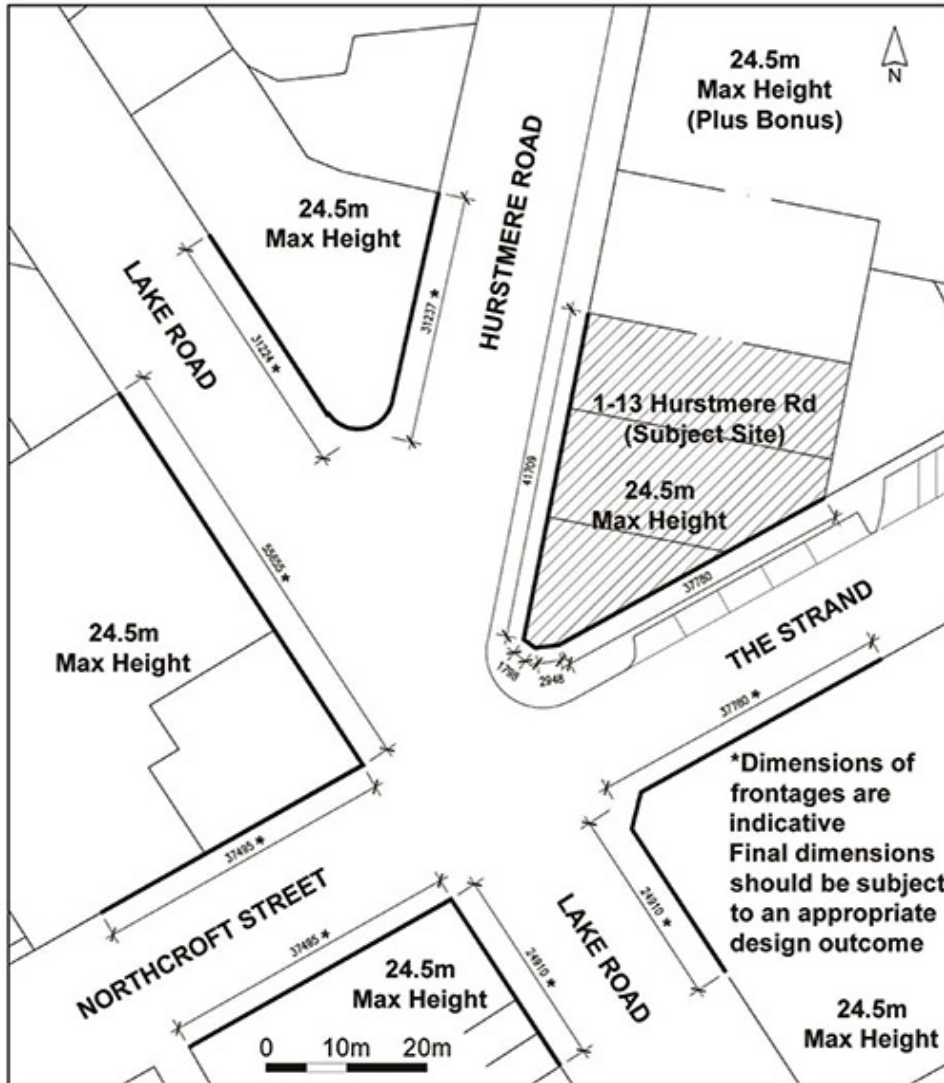 24.5m
Max Height
(Plus Bonus)
N
24.5m
Max Height
HURSTMERE ROAD
LAKE ROAD
31224 *
31237 *
1-13 Hurstmere Rd
(Subject Site)
24.5m
Max Height
41709
55655 *
37780
THE STRAND
24.5m
Max Height
1798
2948
37780 *
*Dimensions of
frontages are
indicative
Final dimensions
should be subject
to an appropriate
design outcome
37495 *
NORTHCROFT STREET
24910 *
37495 *
24910 *
LAKE ROAD
24.5m
Max Height
24.5m
Max Height
0 10m 20m